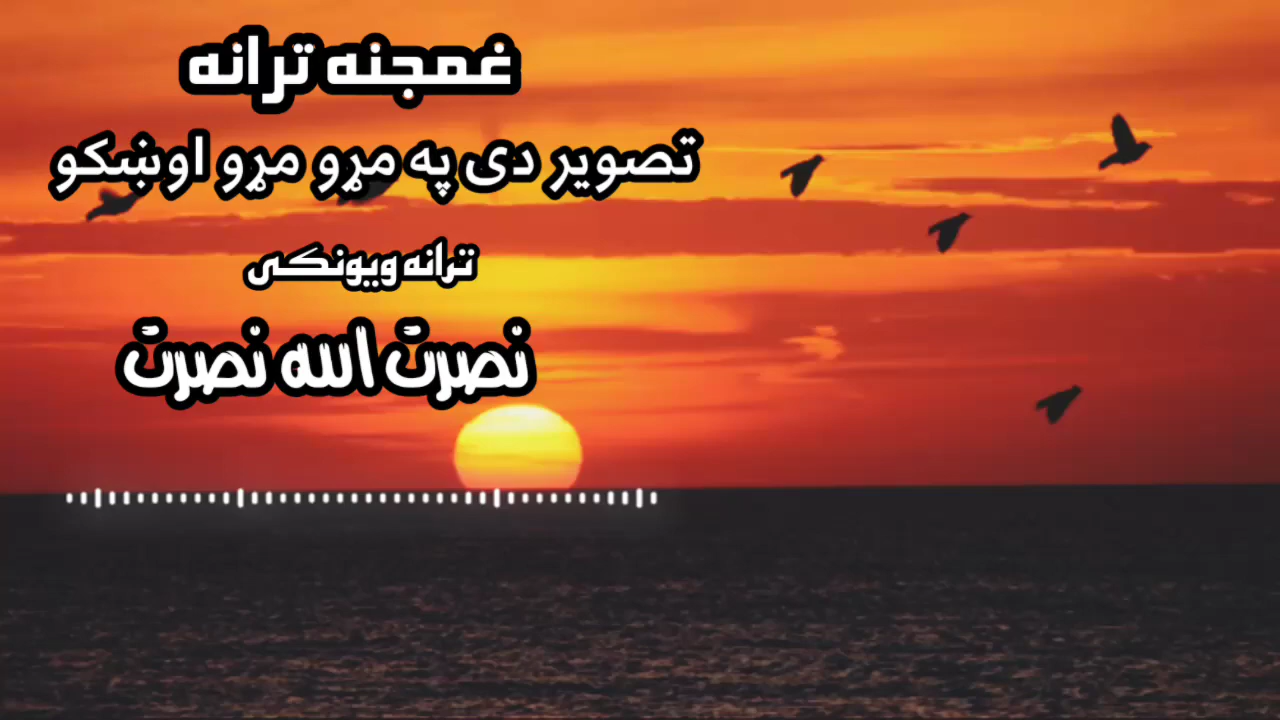 غمجنه ترانه
تصویر دی په مړو مړو اوښکو
ترانه ویونکی
نصرت الله نصرت